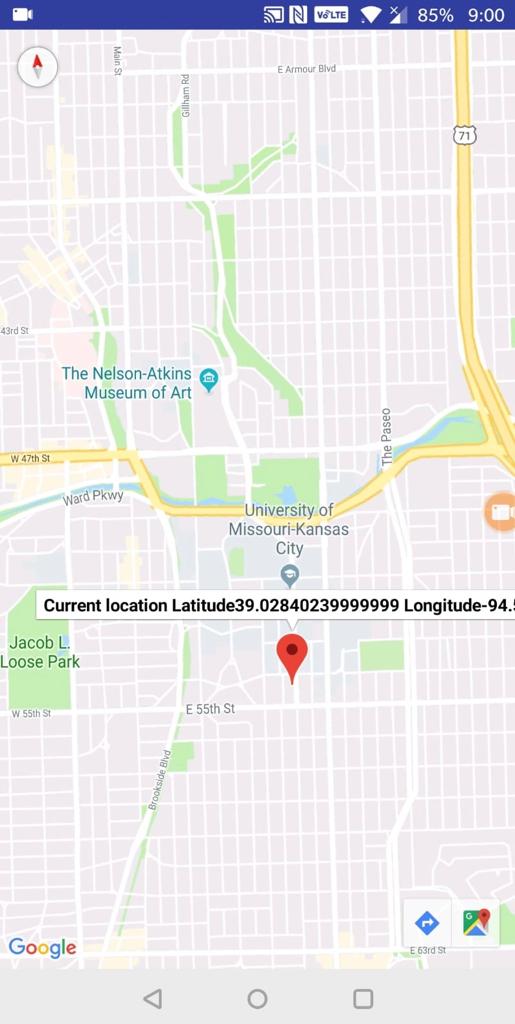 VoLTE 85% 9:00
Main St
Gillham Rd
E Armour Blvd
71
43rd St
The Nelson-Atkins
Museum of Art
The Paseo
W 47th St
Ward Pkwy
University of
Missouri-Kansas
City
Current location Latitude39.02840239999999 Longitude-94.5
Jacob L.
Loose Park
E 55th St
W 55th St
Brookside Blvd
G
Google
E 63rd St